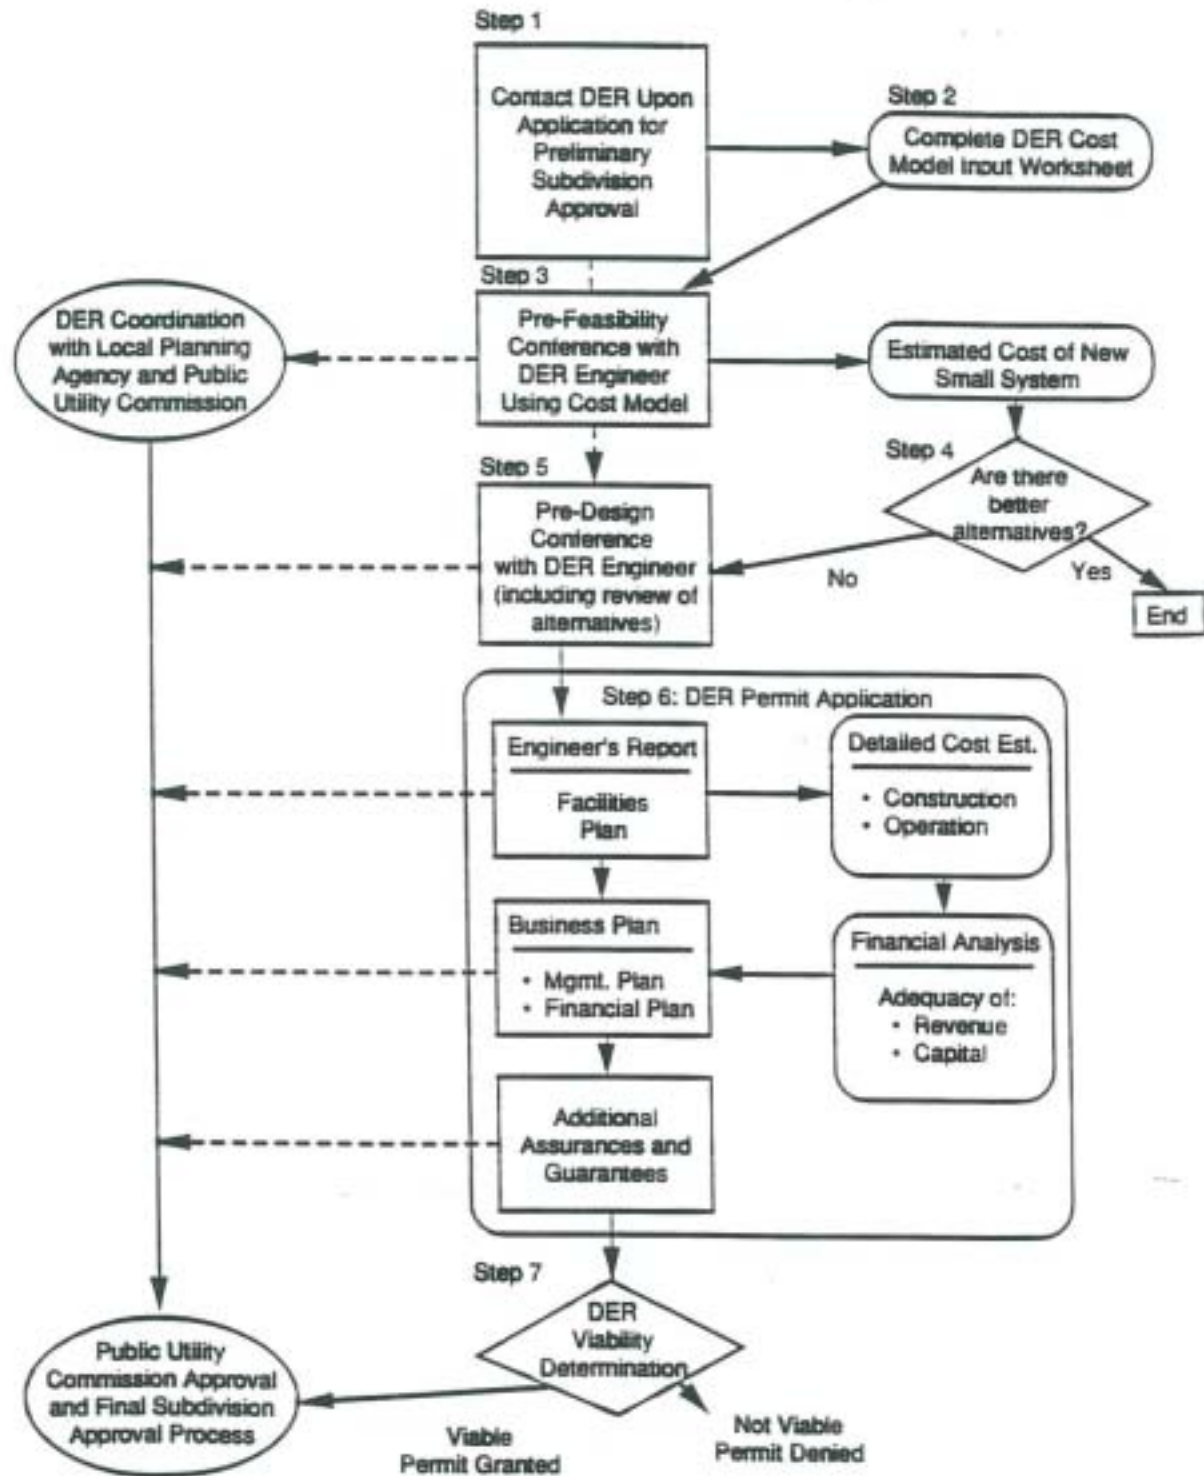 Step 1
Contact DER Upon
Application for
Preliminary
Subdivision
Approval
Step 2
Complete DER Cost
Model Input Worksheet
Step 3
Pre-Feasibility
Conference with
DER Engineer
Using Cost Model
DER Coordination
with Local Planning
Agency and Public
Utility Commission
Estimated Cost of New
Small System
Step 4
Are there
better
alternatives?
No
Yes
End
Step 5
Pre-Design
Conference
with DER Engineer
(including review of
alternatives)
Step 6: DER Permit Application
Engineer's Report
Facilities
Plan
Detailed Cost Est.
• Construction
• Operation
Business Plan
• Mgmt. Plan
• Financial Plan
Financial Analysis
Adequacy of:
• Revenue
• Capital
Additional
Assurances and
Guarantees
Step 7
DER
Viability
Determination
Public Utility
Commission Approval
and Final Subdivision
Approval Process
Viable
Permit Granted
Not Viable
Permit Denied